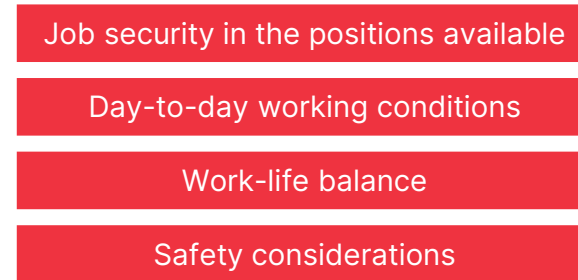 Job security in the positions available
Day-to-day working conditions
Work-life balance
Safety considerations